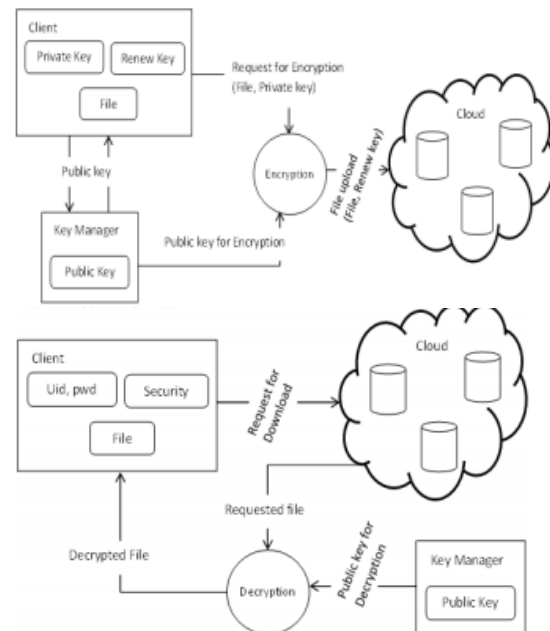 Client
Private Key
Renew Key
File
Request for Encryption
(File, Private key)
Cloud
Public key
Encryption
File upload
(File, Renew key)
Key Manager
Public Key
Public key for Encryption
Client
Uid, pwd
Security
File
Request for
Download
Cloud
Requested file
Decrypted File
Decryption
Public key for
Decryption
Key Manager
Public Key